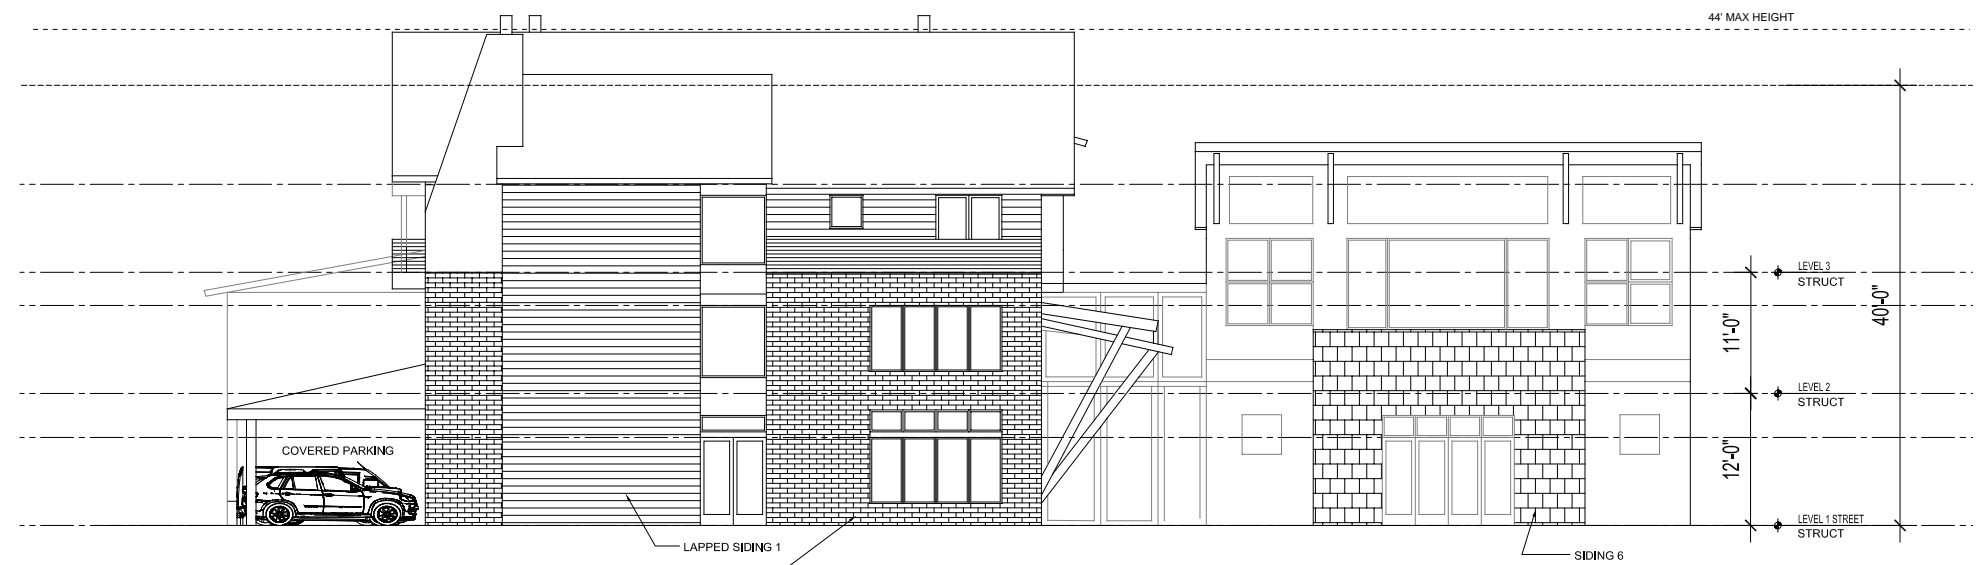 44' MAX HEIGHT
LEVEL 3
STRUCT
40'-0"
11'-0"
LEVEL 2
STRUCT
COVERED PARKING
12'-0"
LEVEL 1 STREET
STRUCT
LAPPED SIDING 1
SIDING 6